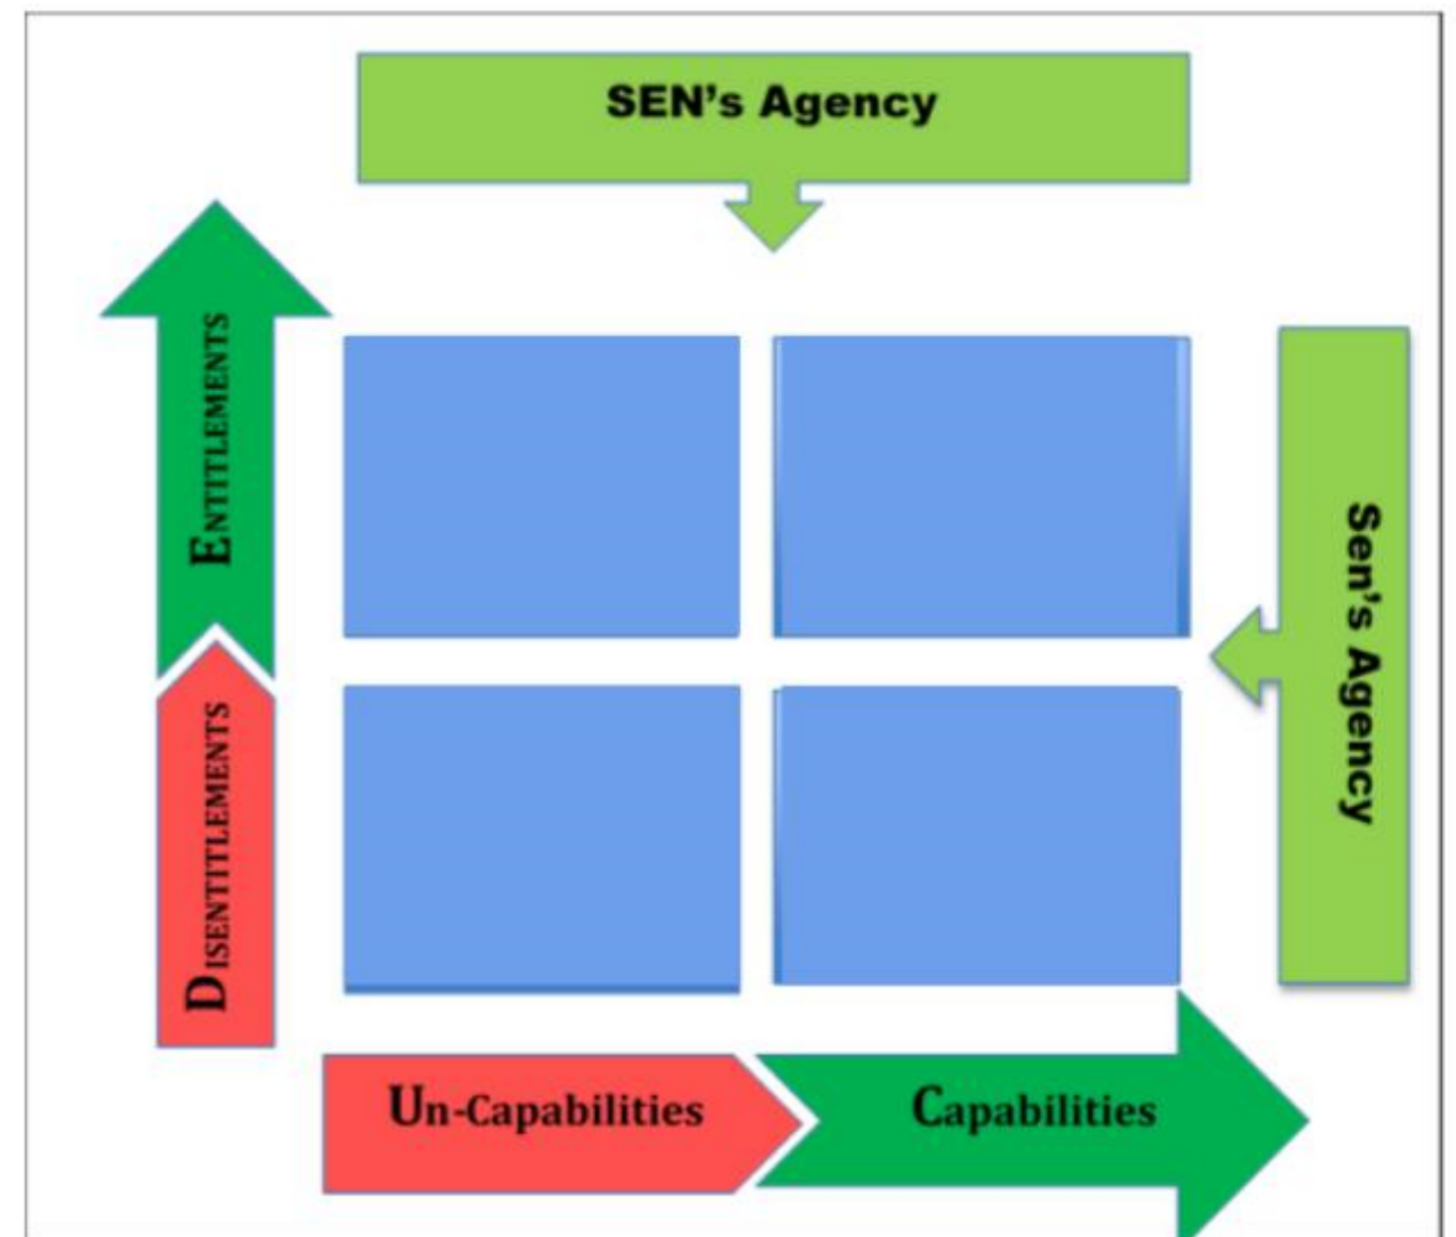 SEN’s Agency
ENTITLEMENTS
Sen’s Agency
DISENTITLEMENTS
Un-Capabilities
Capabilities